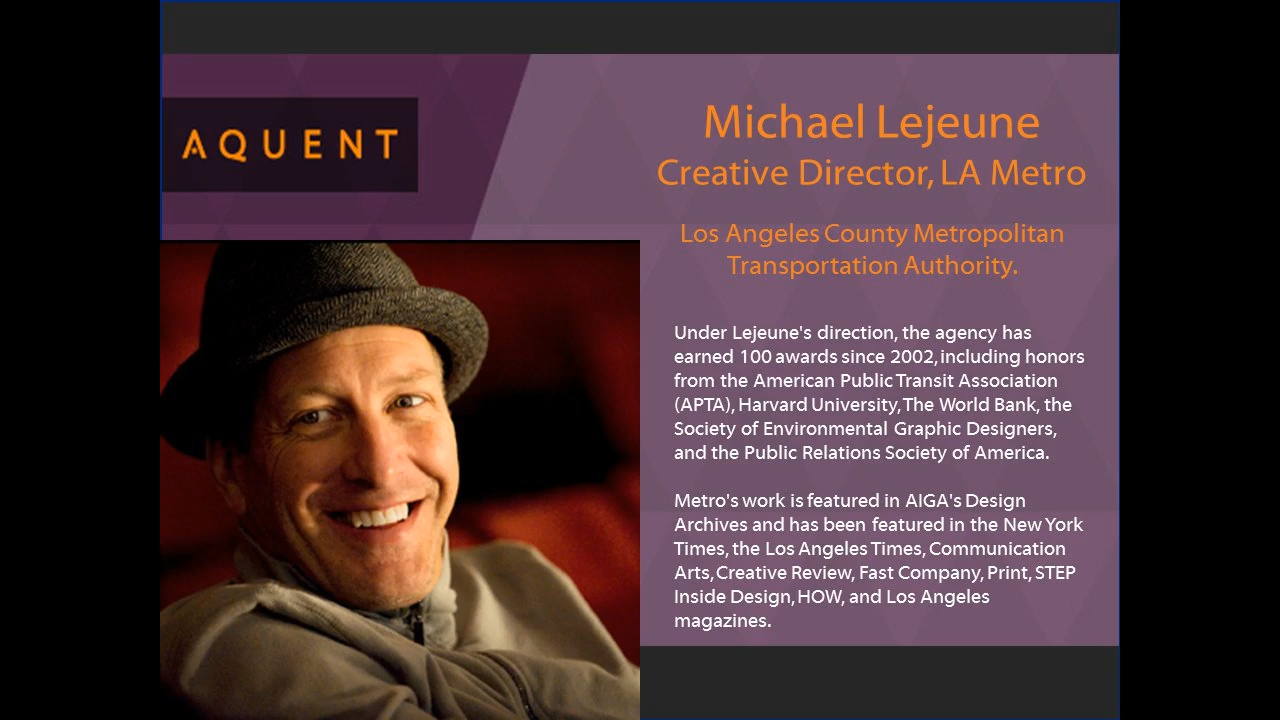 AQUENT
Michael Lejeune
Creative Director, LA Metro
Los Angeles County Metropolitan
Transportation Authority.
Under Lejeune's direction, the agency has
earned 100 awards since 2002, including honors
from the American Public Transit Association
(APTA), Harvard University, The World Bank, the
Society of Environmental Graphic Designers,
and the Public Relations Society of America.
Metro's work is featured in AIGA's Design
Archives and has been featured in the New York
Times, the Los Angeles Times, Communication
Arts, Creative Review, Fast Company, Print, STEP
Inside Design, HOW, and Los Angeles
magazines.